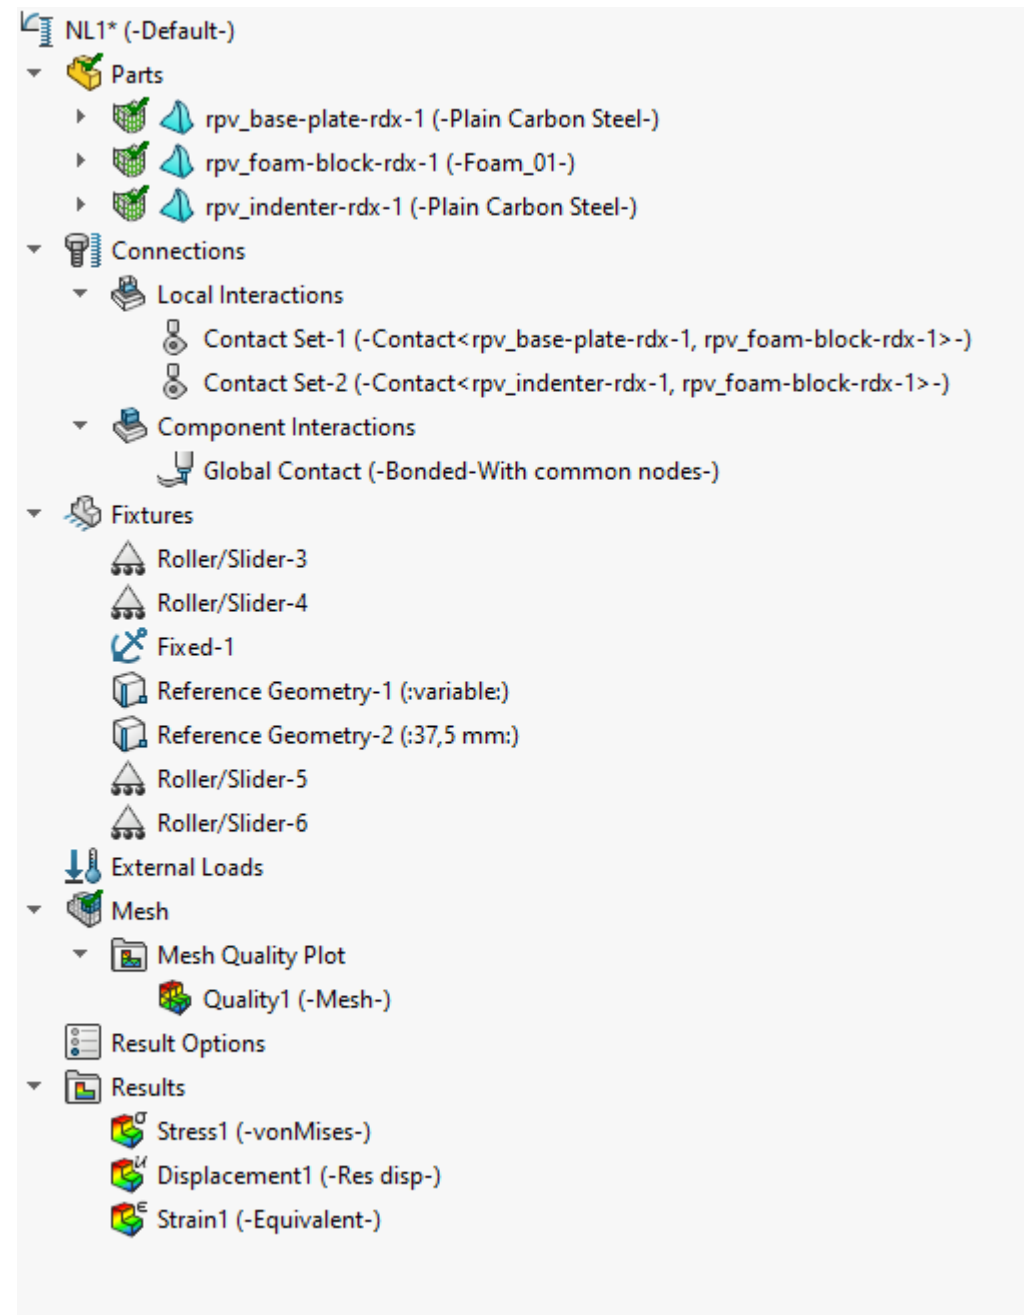 NL1* (-Default-)
Parts
rpv_base-plate-rdx-1 (-Plain Carbon Steel-)
rpv_foam-block-rdx-1 (-Foam_01-)
rpv_indenter-rdx-1 (-Plain Carbon Steel-)
Connections
Local Interactions
Contact Set-1 (-Contact<rpv_base-plate-rdx-1, rpv_foam-block-rdx-1>-)
Contact Set-2 (-Contact<rpv_indenter-rdx-1, rpv_foam-block-rdx-1>-)
Component Interactions
Global Contact (-Bonded-With common nodes-)
Fixtures
Roller/Slider-3
Roller/Slider-4
Fixed-1
Reference Geometry-1 (:variable:)
Reference Geometry-2 (:37,5 mm:)
Roller/Slider-5
Roller/Slider-6
External Loads
Mesh
Mesh Quality Plot
Quality1 (-Mesh-)
Result Options
Results
Stress1 (-vonMises-)
Displacement1 (-Res disp-)
Strain1 (-Equivalent-)